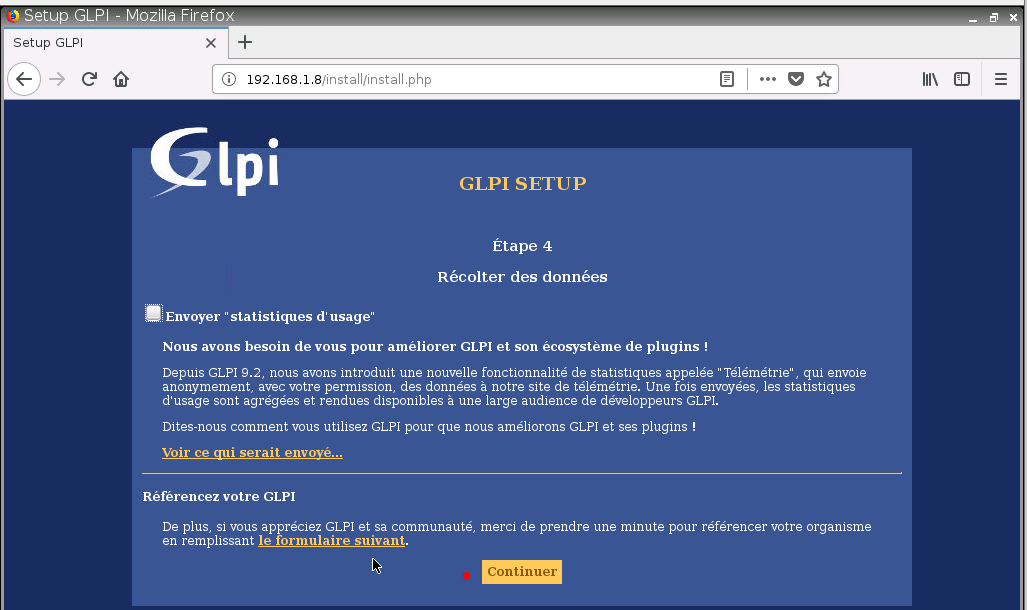 Setup GLPI - Mozilla Firefox
Setup GLPI
192.168.1.8/install/install.php
Glpi
GLPI SETUP
Étape 4
Récolter des données
Envoyer "statistiques d'usage"
Nous avons besoin de vous pour améliorer GLPI et son écosystème de plugins !
Depuis GLPI 9.2, nous avons introduit une nouvelle fonctionnalité de statistiques appelée "Télémétrie", qui envoie
anonymement, avec votre permission, des données à notre site de télémétrie. Une fois envoyées, les statistiques
d'usage sont agrégées et rendues disponibles à une large audience de développeurs GLPI.
Dites-nous comment vous utilisez GLPI pour que nous améliorons GLPI et ses plugins !
Voir ce qui serait envoyé...
Référencez votre GLPI
De plus, si vous appréciez GLPI et sa communauté, merci de prendre une minute pour référencer votre organisme
en remplissant le formulaire suivant.
Continuer